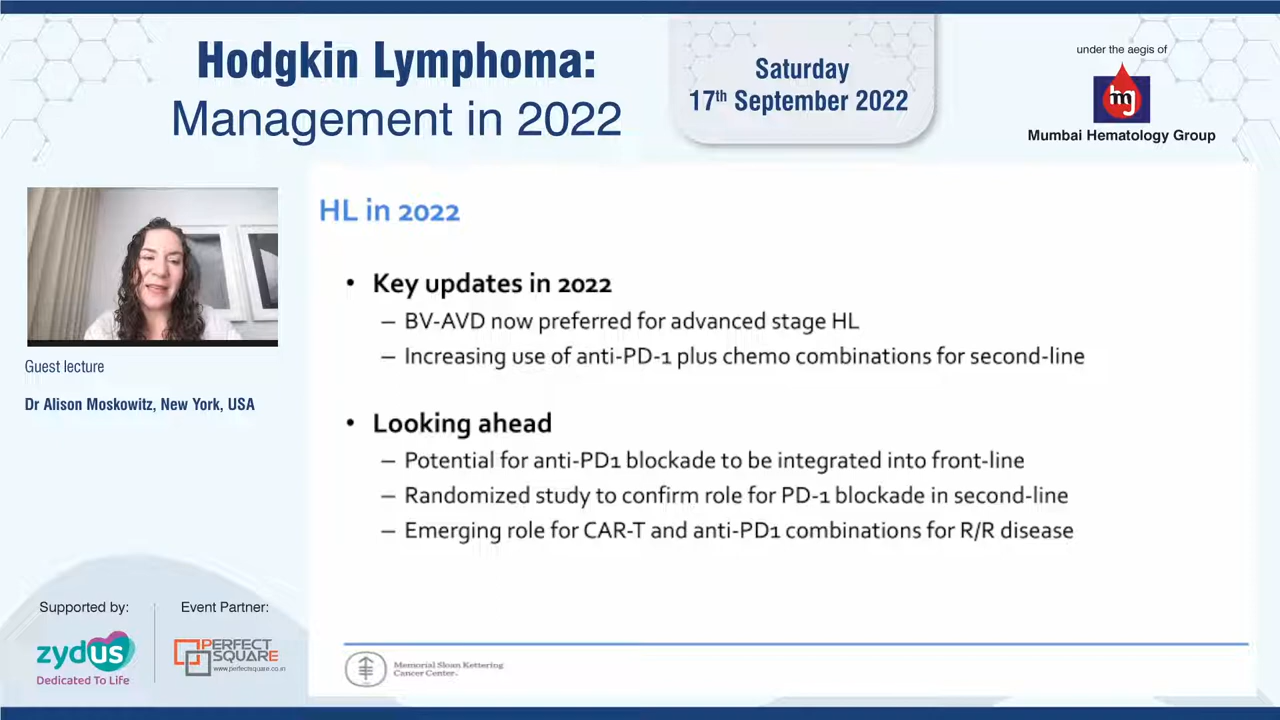 Hodgkin Lymphoma:
Management in 2022
Saturday
17th September 2022
under the aegis of
mg
Mumbai Hematology Group
Guest lecture
Dr Alison Moskowitz, New York, USA
HL in 2022
• Key updates in 2022
– BV-AVD now preferred for advanced stage HL
– Increasing use of anti-PD-1 plus chemo combinations for second-line
• Looking ahead
– Potential for anti-PD1 blockade to be integrated into front-line
– Randomized study to confirm role for PD-1 blockade in second-line
– Emerging role for CAR-T and anti-PD1 combinations for R/R disease
Supported by:
zydus
Dedicated To Life
Event Partner:
PERFECT
SQUARE
www.perfectsquare.co.in
Memorial Sloan Kettering
Cancer Center.